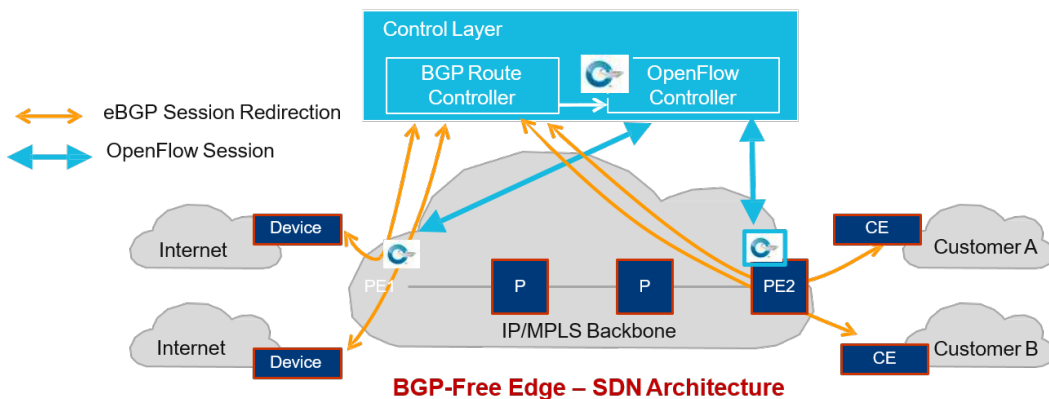 Control Layer
BGP Route
Controller
OpenFlow
Controller
eBGP Session Redirection
OpenFlow Session
Device
Internet
PE1
P
P
PE2
CE
Customer A
IP/MPLS Backbone
Internet
Device
CE
Customer B
BGP-Free Edge – SDN Architecture